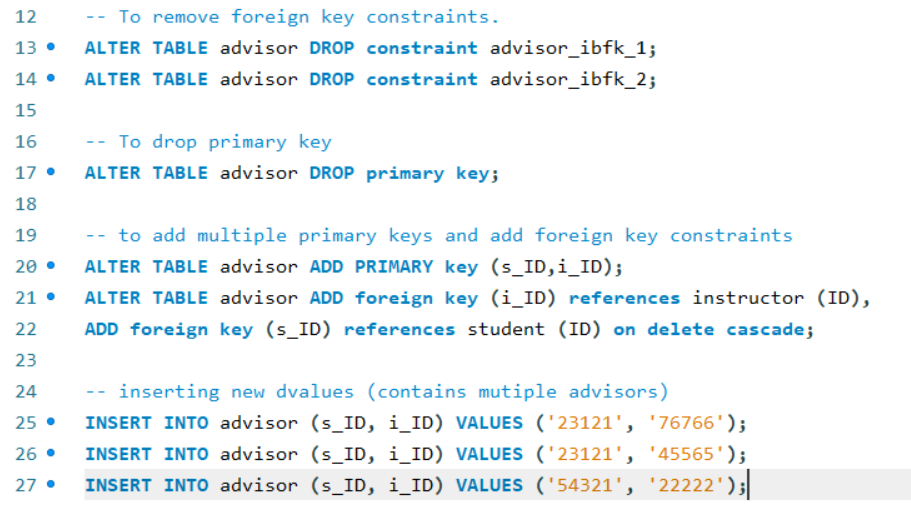 12 -- To remove foreign key constraints.
13 ALTER TABLE advisor DROP constraint advisor_ibfk_1;
14 ALTER TABLE advisor DROP constraint advisor_ibfk_2;
15
16 -- To drop primary key
17 ALTER TABLE advisor DROP primary key;
18
19 -- to add multiple primary keys and add foreign key constraints
20 ALTER TABLE advisor ADD PRIMARY key (s_ID,i_ID);
21 ALTER TABLE advisor ADD foreign key (i_ID) references instructor (ID),
22 ADD foreign key (s_ID) references student (ID) on delete cascade;
23
24 -- inserting new dvalues (contains mutiple advisors)
25 INSERT INTO advisor (s_ID, i_ID) VALUES ('23121', '76766');
26 INSERT INTO advisor (s_ID, i_ID) VALUES ('23121', '45565');
27 INSERT INTO advisor (s_ID, i_ID) VALUES ('54321', '22222');